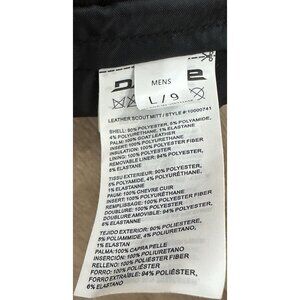 MENS
L / 9
LEATHER SCOUT MITT / STYLE # 10000741
SHELL: 90% POLYESTER, 5% POLYAMIDE,
4% POLYURETHANE, 1% ELASTANE
PALM: 100% GOAT LEATHER
INSERT: 100% POLYURETHANE
INSULATION: 100% POLYESTER FIBER
LINING: 100% POLYESTER
REMOVABLE LINER: 94% POLYESTER,
6% ELASTANE
TISSU EXTERIEUR: 90% POLYESTER,
5% POLYAMIDE, 4% POLYURÉTHANE,
1% ELASTANNE
PAUME: 100% CHEVRE CUIR
INSERT: 100% POLYURETHANE
REMPLISSAGE: 100% POLYESTER FIBER
DOUBLURE: 100% POLYESTER
DOUBLURE AMOVIBLE: 94% POLYESTER,
6% ELASTANNE
TEJIDO EXTERIOR: 90% POLIESTERE,
5% POLIAMMIDE, 4% POLIURETANO,
1% ELASTAN
PALMA: 100% CAPRA PELLE
INSERCIÓN: 100% POLIURETANO
RELLENO: 100% POLIÉSTER FIBER
FORRO: 100% POLIÉSTER
FORRO EXTRAIBLE: 94% POLIÉSTER,
6% ELASTANO